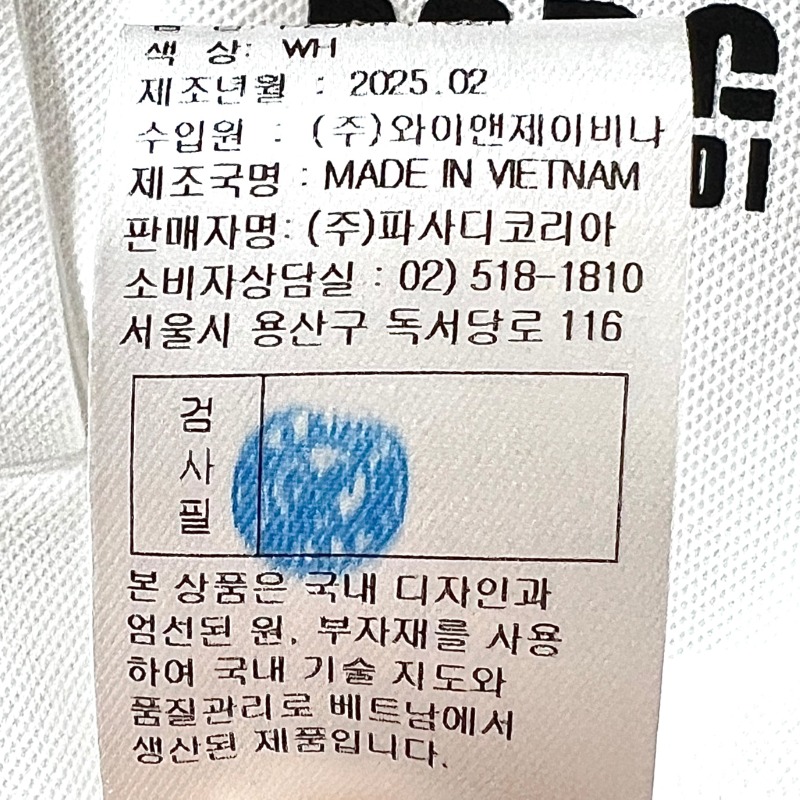 색 상: WH
제조년월 : 2025.02
수입원 : (주)와이앤제이비나
제조국명 : MADE IN VIETNAM
판매자명: (주)파사디코리아
소비자상담실 : 02) 518-1810
서울시 용산구 독서당로 116
검
사
필
본 상품은 국내 디자인과
엄선된 원, 부자재를 사용
하여 국내 기술 지도와
품질관리로 베트남에서
생산된 제품입니다.